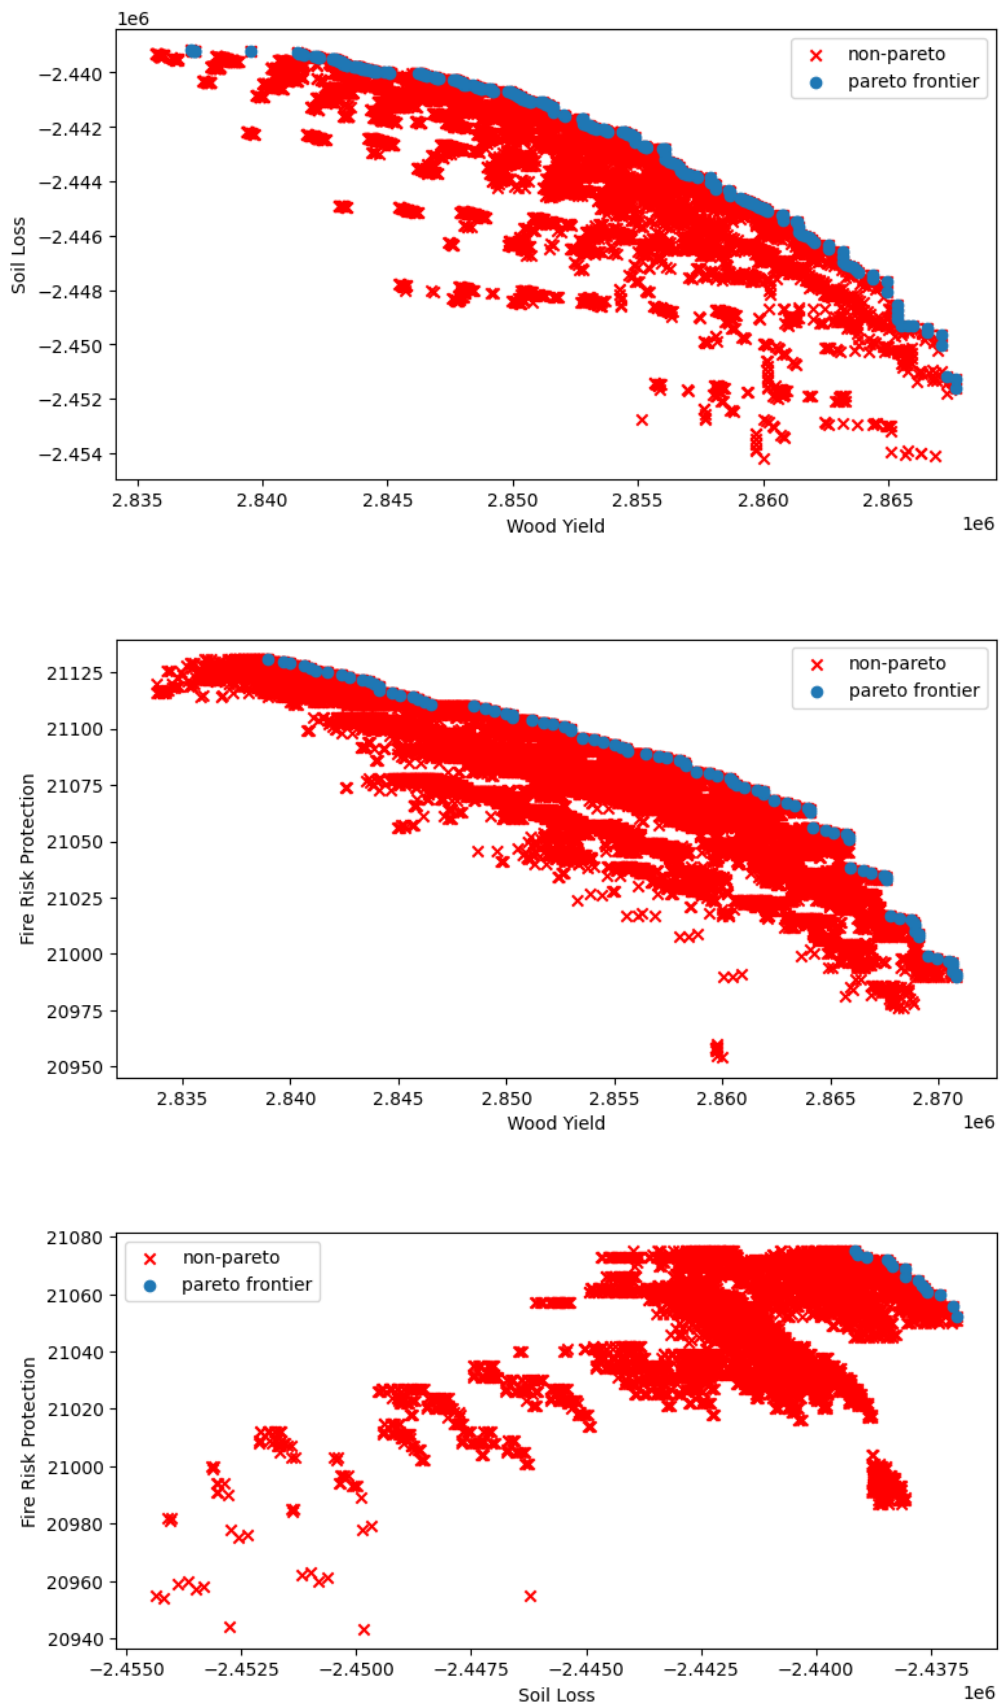 1e6
non-pareto
pareto frontier
−2.440
−2.442
−2.444
−2.446
−2.448
−2.450
−2.452
−2.454
Soil Loss
2.835 2.840 2.845 2.850 2.855 2.860 2.865
1e6
Wood Yield
non-pareto
pareto frontier
21125
21100
21075
21050
21025
21000
20975
20950
Fire Risk Protection
2.835 2.840 2.845 2.850 2.855 2.860 2.865 2.870
1e6
Wood Yield
non-pareto
pareto frontier
21080
21060
21040
21020
21000
20980
20960
20940
Fire Risk Protection
−2.4550 −2.4525 −2.4500 −2.4475 −2.4450 −2.4425 −2.4400 −2.4375
1e6
Soil Loss